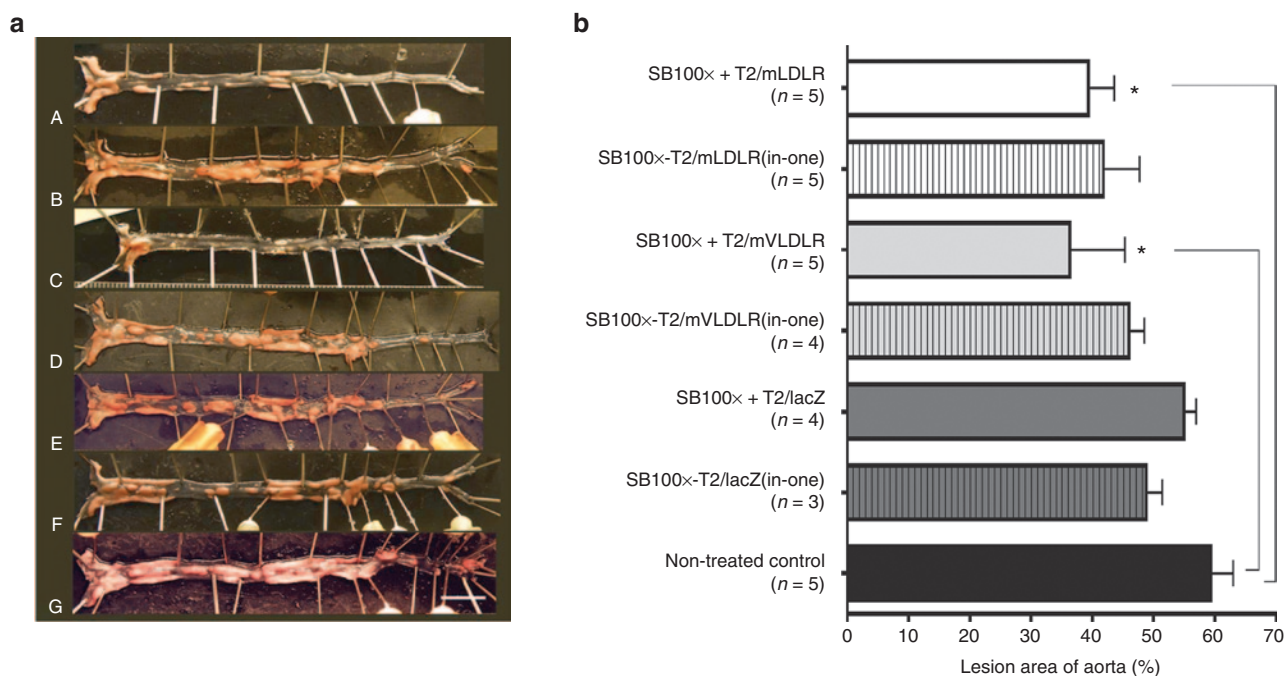 a
A
B
C
D
E
F
G
b
SB100× + T2/mLDLR
(n = 5)
*
SB100×-T2/mLDLR(in-one)
(n = 5)
SB100× + T2/mVLDLR
(n = 5)
*
SB100×-T2/mVLDLR(in-one)
(n = 4)
SB100× + T2/lacZ
(n = 4)
SB100×-T2/lacZ(in-one)
(n = 3)
Non-treated control
(n = 5)
0 10 20 30 40 50 60 70
Lesion area of aorta (%)